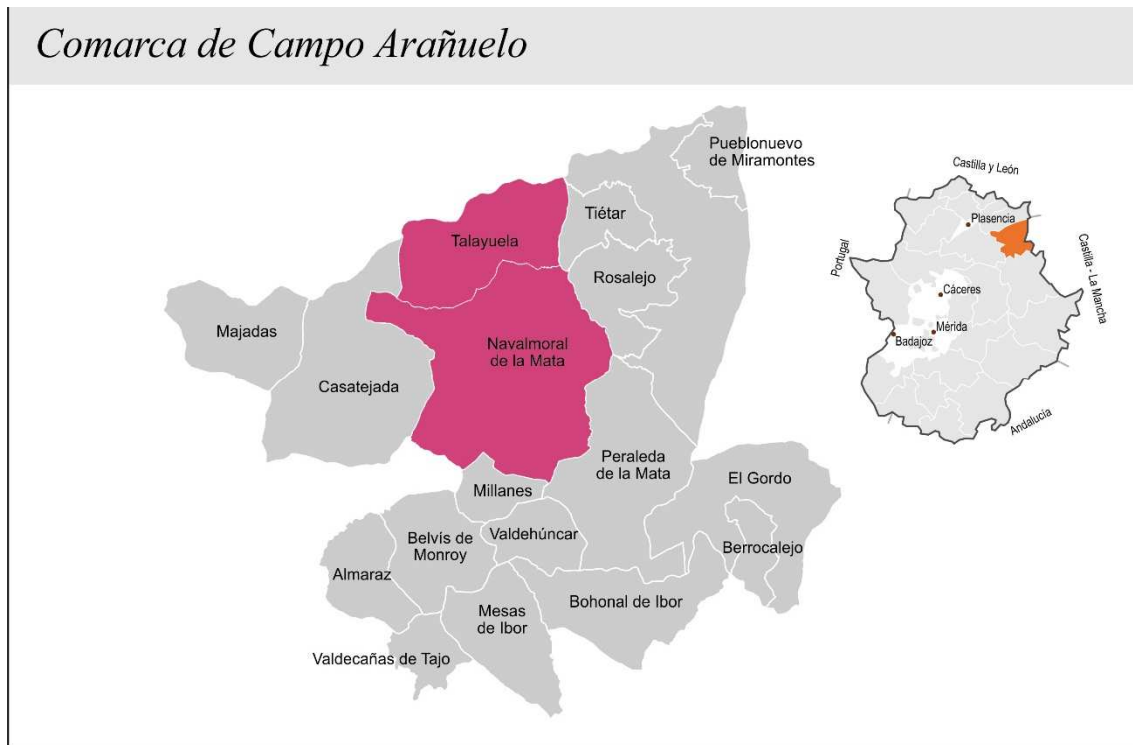 Comarca de Campo Arañuelo
Pueblonuevo
de Miramontes
Tiétar
Talayuela
Rosalejo
Majadas
Navalmoral
de la Mata
Casatejada
Peraleda
de la Mata
El Gordo
Millanes
Valdehúncar
Belvís de
Monroy
Berrocalejo
Almaraz
Bohonal de Ibor
Mesas
de Ibor
Valdecañas de Tajo
Castilla y León
Plasencia
Portugal
Castilla - La Mancha
Cáceres
Mérida
Badajoz
Andalucía